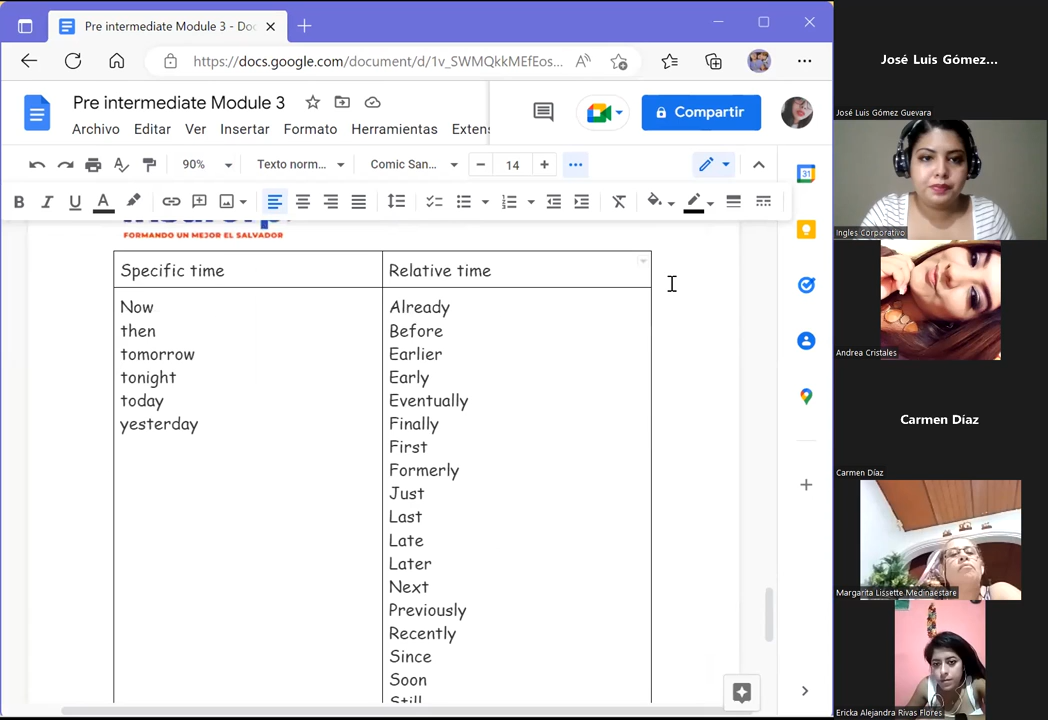 Pre intermediate Module 3 - Doc
https://docs.google.com/document/d/1v_SWMQkkMEfEos...
Pre intermediate Module 3
Compartir
Archivo Editar Ver Insertar Formato Herramientas Extens
90% Texto norm... Comic San... 14
FORMANDO UN MEJOR EL SALVADOR
Specific time
Relative time
Now
then
tomorrow
tonight
today
yesterday
Already
Before
Earlier
Early
Eventually
Finally
First
Formerly
Just
Last
Late
Later
Next
Previously
Recently
Since
Soon
Still
José Luis Gómez...
José Luis Gómez Guevara
Ingles Corporativo
Andrea Cristales
Carmen Díaz
Carmen Díaz
Margarita Lissette Medinaestare
Ericka Alejandra Rivas Flores